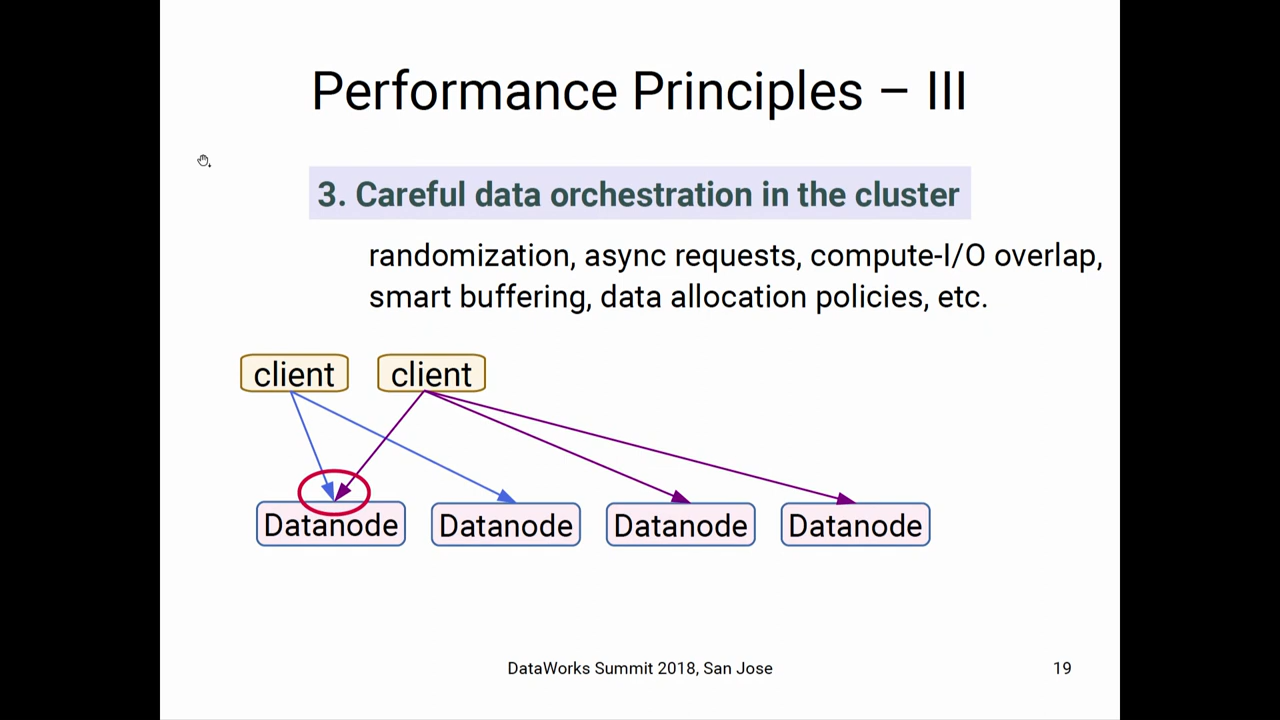 Performance Principles – III
3. Careful data orchestration in the cluster
randomization, async requests, compute-I/O overlap,
smart buffering, data allocation policies, etc.
client client
Datanode Datanode Datanode Datanode
DataWorks Summit 2018, San Jose 19